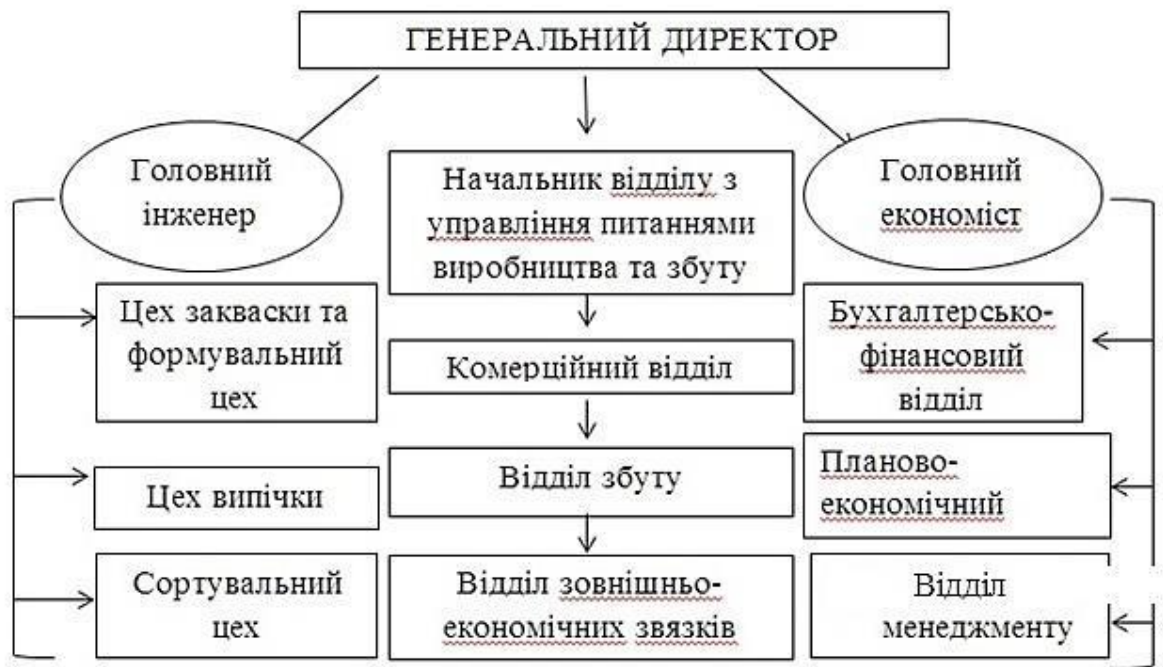 ГЕНЕРАЛЬНИЙ ДИРЕКТОР
Головний
інженер
Начальник відділу з
управління питаннями
виробництва та збуту
Головний
економіст
Цех закваски та
формувальний
цех
Комерційний відділ
Бухгалтерсько-
фінансовий
відділ
Цех випічки
Відділ збуту
Планово-
економічний
Сортувальний
цех
Відділ зовнішньо-
економічних звязків
Відділ
менеджменту